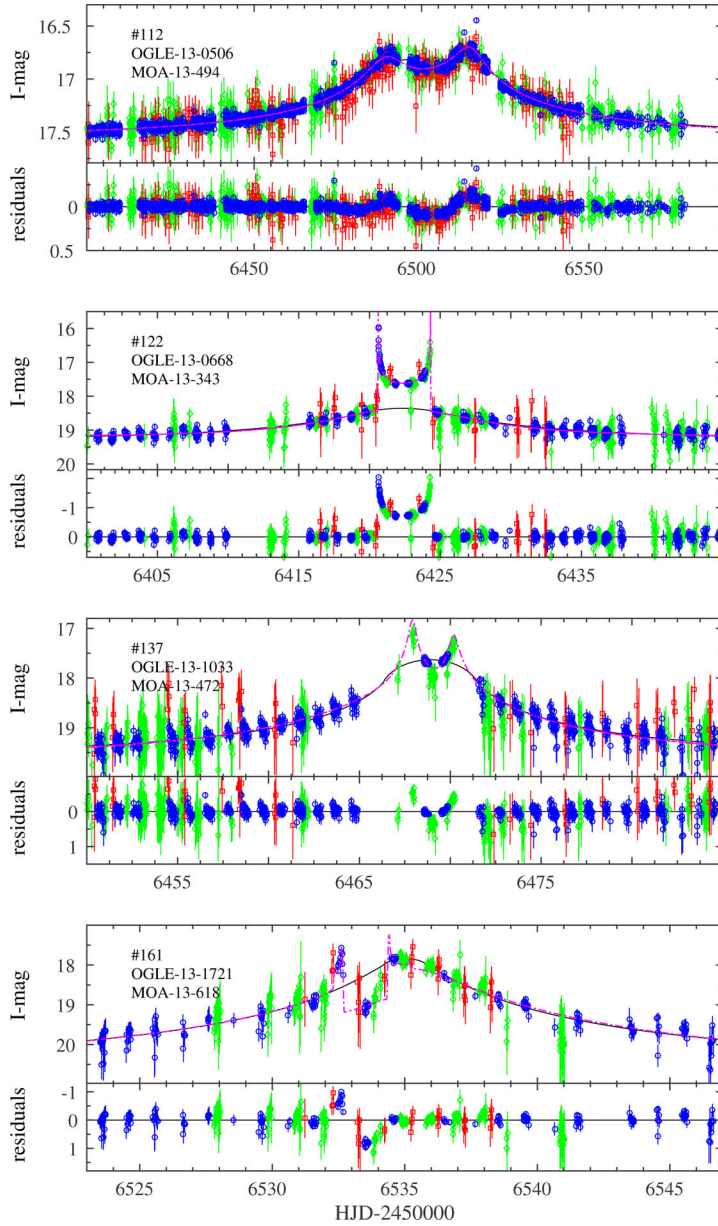 16.5
#112
OGLE-13-0506
MOA-13-494
I-mag
17
17.5
residuals
0
0.5
6450 6500 6550
16
#122
OGLE-13-0668
MOA-13-343
I-mag
17
18
19
20
residuals
-1
0
6405 6415 6425 6435
17
#137
OGLE-13-1033
MOA-13-472
I-mag
18
19
residuals
0
1
6455 6465 6475
#161
OGLE-13-1721
MOA-13-618
I-mag
18
19
20
residuals
-1
0
1
6525 6530 6535 6540 6545
HJD-2450000